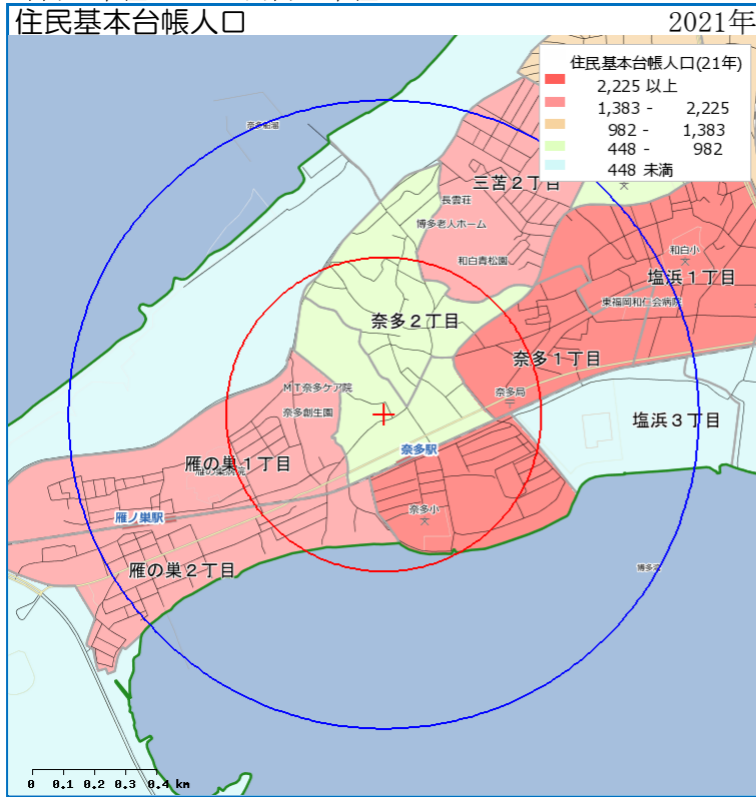 住民基本台帳人口
2021年
住民基本台帳人口(21年)
2,225 以上
1,383 - 2,225
982 - 1,383
448 - 982
448 未満
三苫2丁目
長雲荘
博多老人ホーム
和白青松園
和白小
塩浜1丁目
東福岡和仁会病院
奈多2丁目
奈多1丁目
MT奈多ケア院
奈多創生園
奈多局
塩浜3丁目
奈多駅
雁の巣1丁目
雁の巣病院
奈多小
雁ノ巣駅
雁の巣2丁目
0 0.1 0.2 0.3 0.4 km